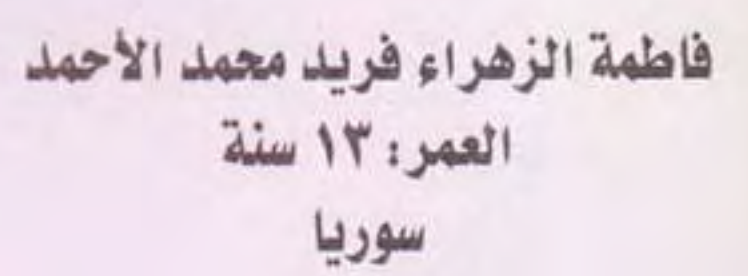 فاطمة الزهراء فريد محمد الأحمد
العمر: ١٣ سنة
سوريا